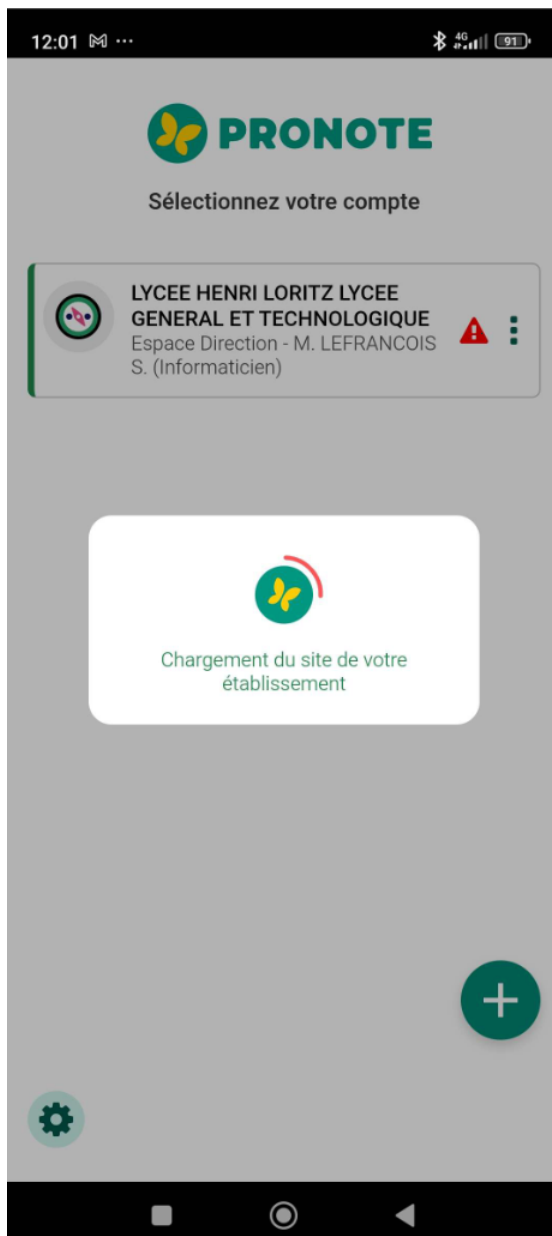 12:01 ...
4G 91
PRONOTE
Sélectionnez votre compte
LYCEE HENRI LORITZ LYCEE
GENERAL ET TECHNOLOGIQUE
Espace Direction - M. LEFRANCOIS
S. (Informaticien)
Chargement du site de votre
établissement